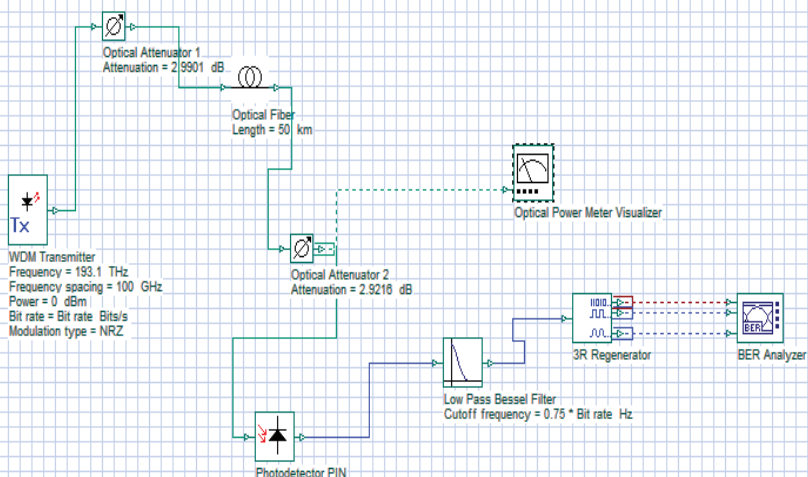 Optical Attenuator 1
Attenuation = 2.9901 dB
Optical Fiber
Length = 50 km
Tx
WDM Transmitter
Frequency = 193.1 THz
Frequency spacing = 100 GHz
Power = 0 dBm
Bit rate = Bit rate Bits/s
Modulation type = NRZ
Optical Power Meter Visualizer
Optical Attenuator 2
Attenuation = 2.9216 dB
3R Regenerator
BER
BER Analyzer
Low Pass Bessel Filter
Cutoff frequency = 0.75 * Bit rate Hz
Photodetector PIN